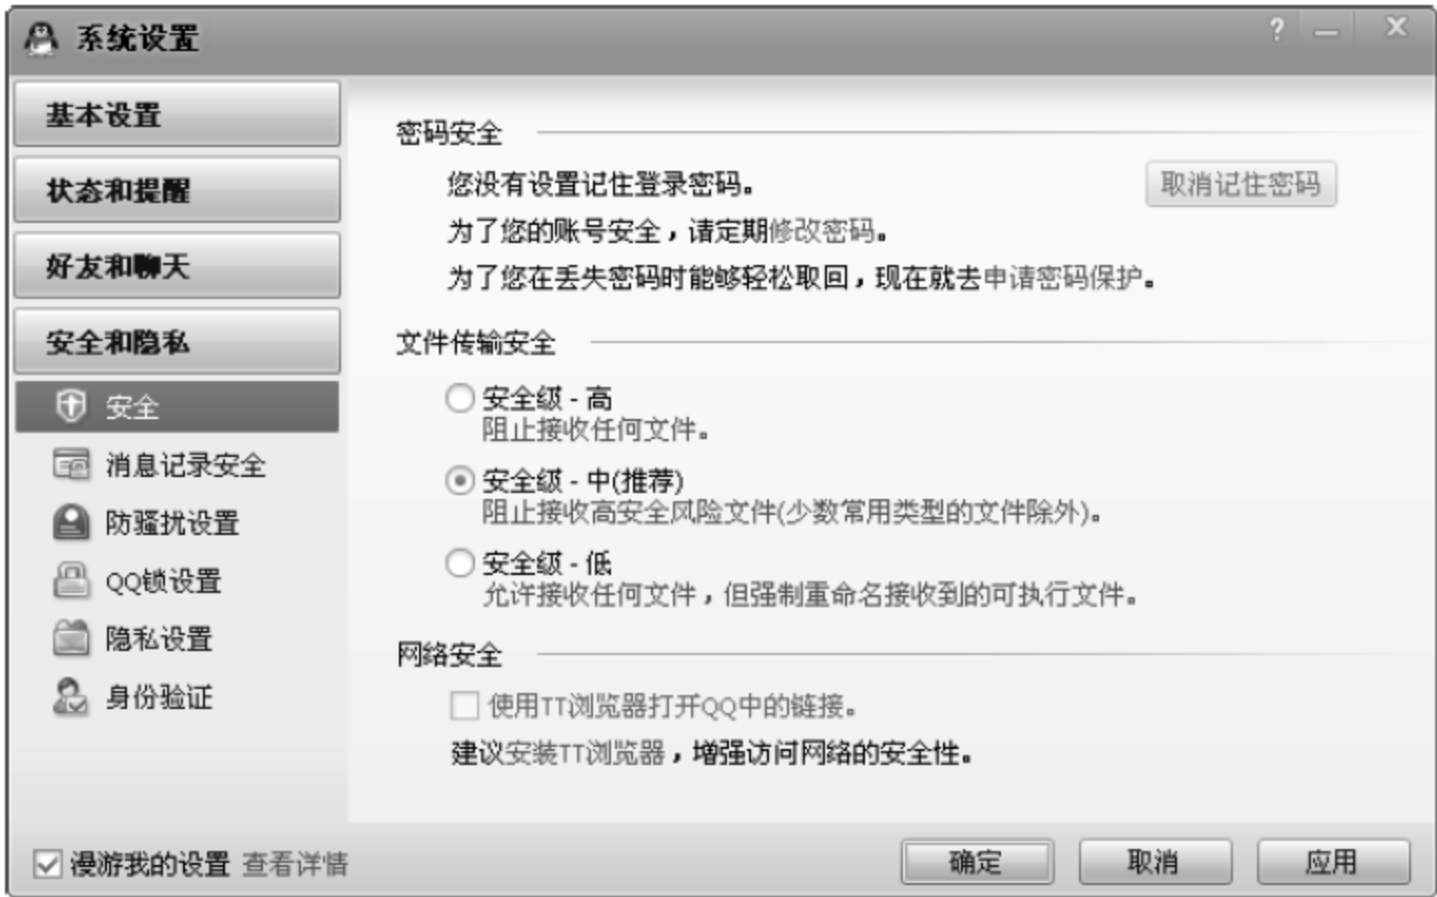 系统设置
基本设置
状态和提醒
好友和聊天
安全和隐私
安全
消息记录安全
防骚扰设置
QQ锁设置
隐私设置
身份验证
密码安全
您没有设置记住登录密码。
取消记住密码
为了您的账号安全，请定期修改密码。
为了您在丢失密码时能够轻松取回，现在就去申请密码保护。
文件传输安全
安全级 - 高
阻止接收任何文件。
安全级 - 中(推荐)
阻止接收高安全风险文件(少数常用类型的文件除外)。
安全级 - 低
允许接收任何文件，但强制重命名接收到的可执行文件。
网络安全
使用TT浏览器打开QQ中的链接。
建议安装TT浏览器，增强访问网络的安全性。
漫游我的设置 查看详情
确定 取消 应用